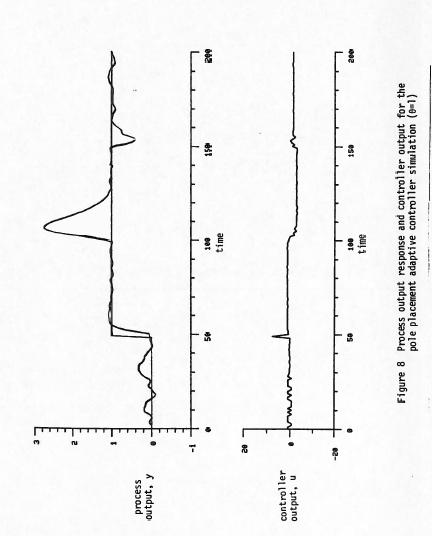 3
2
1
0
-1
process
output, y
0
50
100
150
200
time
20
0
-20
controller
output, u
0
50
100
150
200
time
Figure 8 Process output response and controller output for the
pole placement adaptive controller simulation (θ=1)